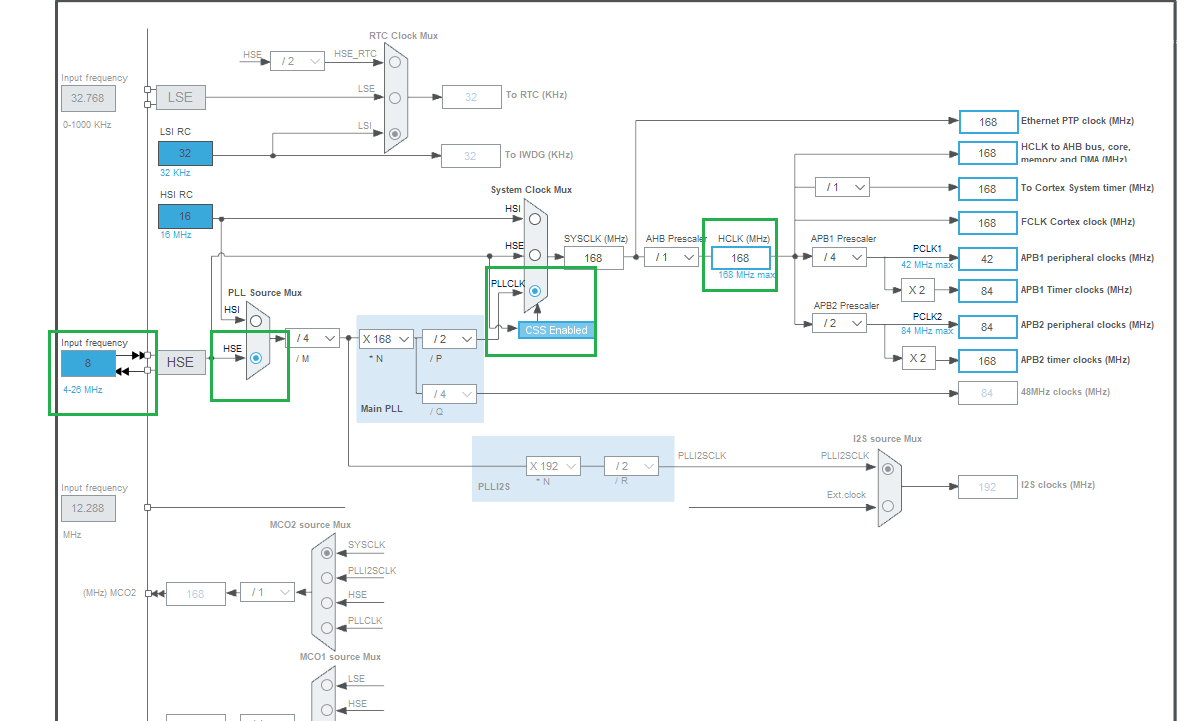 RTC Clock Mux
HSE
/ 2
HSE_RTC
Input frequency
32.768
0-1000 KHz
LSE
LSE
32
To RTC (KHz)
LSI RC
LSI
32
32 KHz
32
To IWDG (KHz)
HSI RC
16
16 MHz
System Clock Mux
HSI
HSE
PLLCLK
CSS Enabled
SYSCLK (MHz)
168
AHB Prescaler
/ 1
HCLK (MHz)
168
168 MHz max
168
Ethernet PTP clock (MHz)
168
HCLK to AHB bus, core,
memory and DMA (MHz)
/ 1
168
To Cortex System timer (MHz)
168
FCLK Cortex clock (MHz)
APB1 Prescaler
/ 4
PCLK1
42 MHz max
42
APB1 peripheral clocks (MHz)
X 2
84
APB1 Timer clocks (MHz)
APB2 Prescaler
/ 2
PCLK2
84 MHz max
84
APB2 peripheral clocks (MHz)
X 2
168
APB2 timer clocks (MHz)
84
48MHz clocks (MHz)
PLL Source Mux
HSI
HSE
Input frequency
8
4-26 MHz
HSE
/ 4
/ M
X 168
* N
/ 2
/ P
/ 4
/ Q
Main PLL
X 192
* N
/ 2
/ R
PLLI2S
PLLI2SCLK
I2S source Mux
PLLI2SCLK
Ext.clock
192
I2S clocks (MHz)
Input frequency
12.288
MHz
MCO2 source Mux
SYSCLK
PLLI2SCLK
HSE
PLLCLK
(MHz) MCO2
168
/ 1
MCO1 source Mux
LSE
HSE